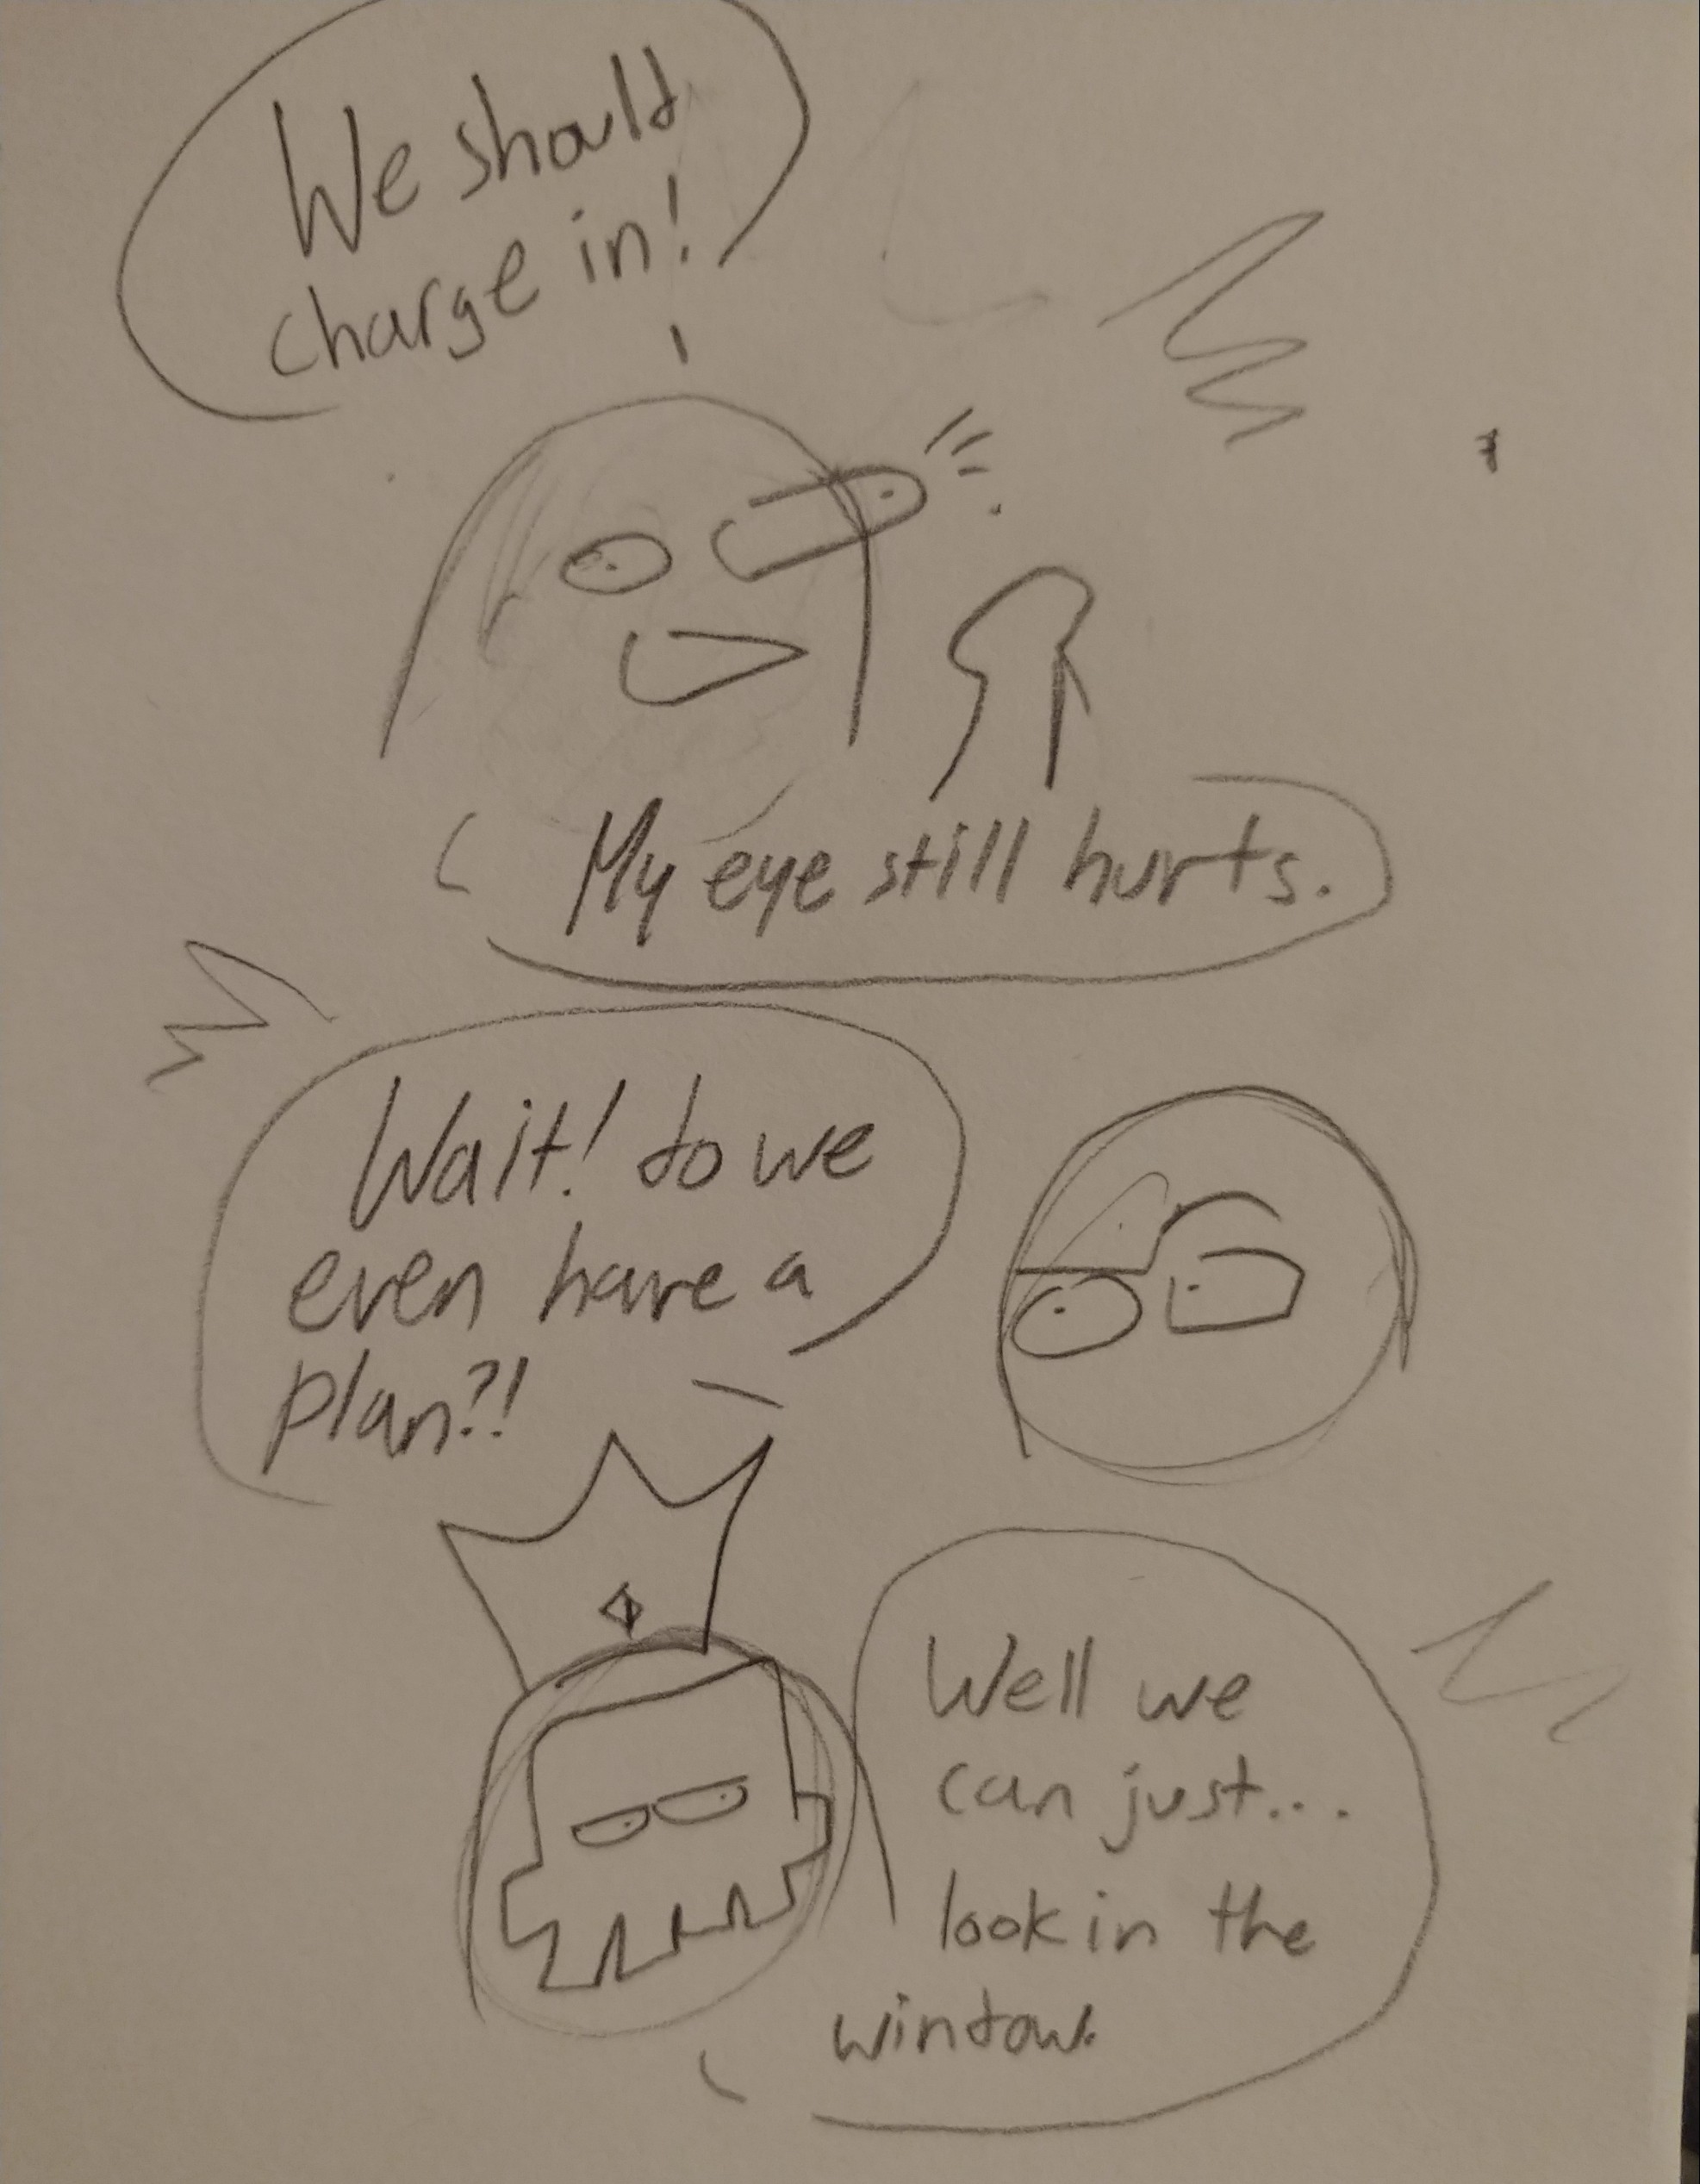 We should
charge in!
My eye still hurts.
Wait! do we
even have a
plan?!
Well we
can just...
look in the
window.